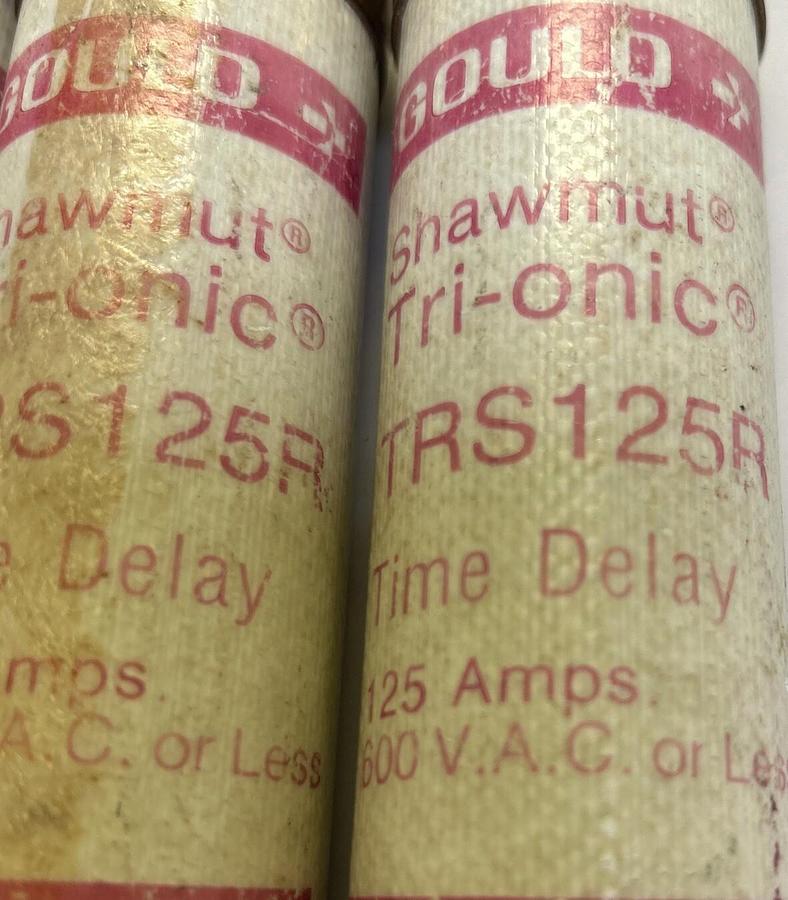 GOULD
hawmut®
ri-onic®
RS125R
e Delay
mps.
A.C. or Less
GOULD
Shawmut®
Tri-onic®
TRS125R
Time Delay
125 Amps.
600 V.A.C. or Less